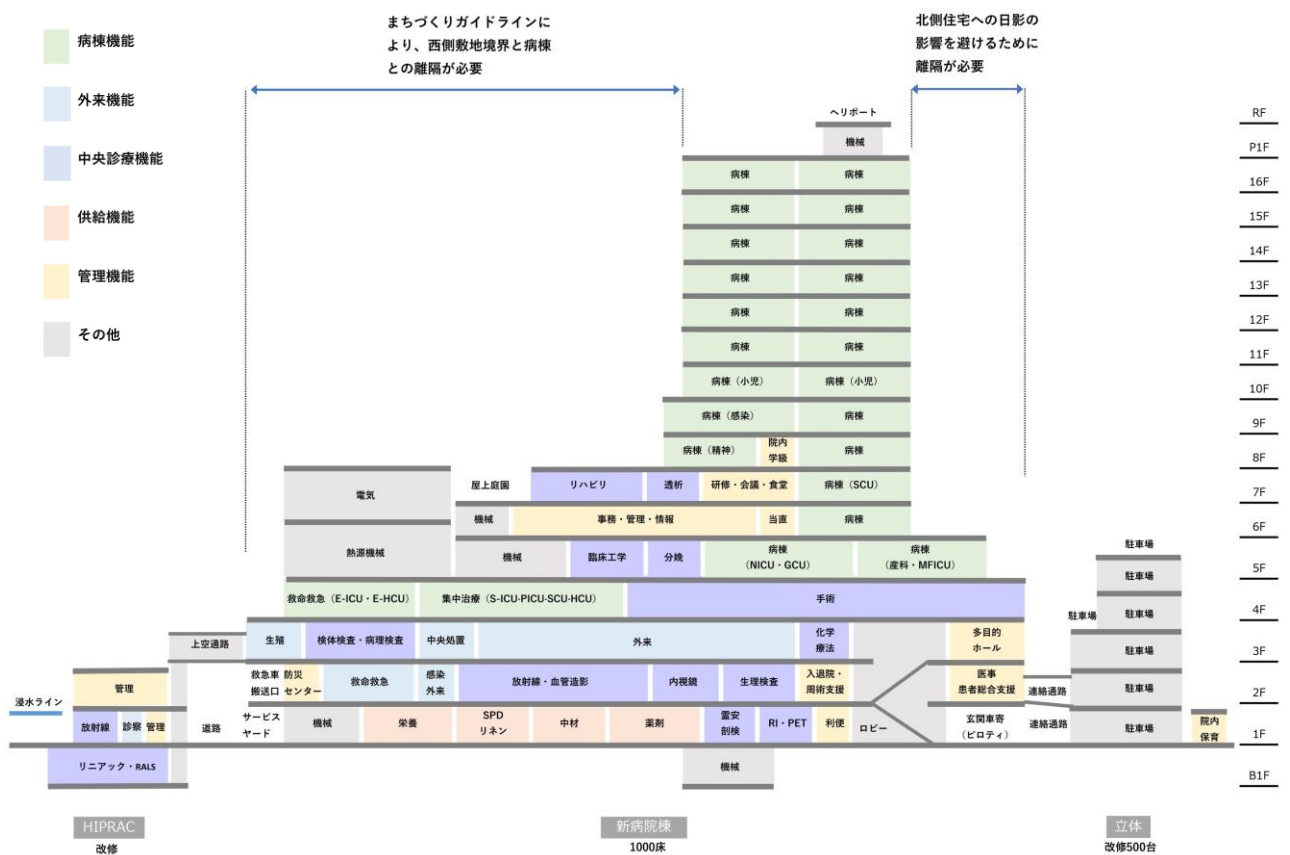 まちづくりガイドラインに
より、西側敷地境界と病棟
との離隔が必要
北側住宅への日影の
影響を避けるために
離隔が必要
病棟機能
外来機能
中央診療機能
供給機能
管理機能
その他
ヘリポート
RF
機械
P1F
病棟 病棟
16F
病棟 病棟
15F
病棟 病棟
14F
病棟 病棟
13F
病棟 病棟
12F
病棟 病棟
11F
病棟（小児） 病棟（小児）
10F
病棟（感染） 病棟
9F
病棟（精神）
院内
学級
病棟
8F
電気
屋上庭園
リハビリ
透析
研修・会議・食堂
病棟（SCU）
7F
機械
事務・管理・情報
当直
病棟
6F
熱源機械
機械
臨床工学
分娩
病棟
（NICU・GCU）
病棟
（産科・MFICU）
駐車場
駐車場
5F
救命救急（E-ICU・E-HCU）
集中治療（S-ICU・PICU・SCU・HCU）
手術
駐車場
駐車場
4F
上空通路
生殖
検体検査・病理検査
中央処置
外来
化学
療法
多目的
ホール
駐車場
3F
浸水ライン
管理
救急車
搬送口
防災
センター
救命救急
感染
外来
放射線・血管造影
内視鏡
生理検査
入退院・
周術支援
医事
患者総合支援
連絡通路
駐車場
2F
放射線
診察
管理
道路
サービス
ヤード
機械
栄養
SPD
リネン
中材
薬剤
霊安
剖検
RI・PET
利便
ロビー
玄関車寄
（ピロティ）
連絡通路
駐車場
院内
保育
1F
リニアック・RALS
機械
B1F
HIPRAC
改修
新病院棟
1000床
立体
改修500台